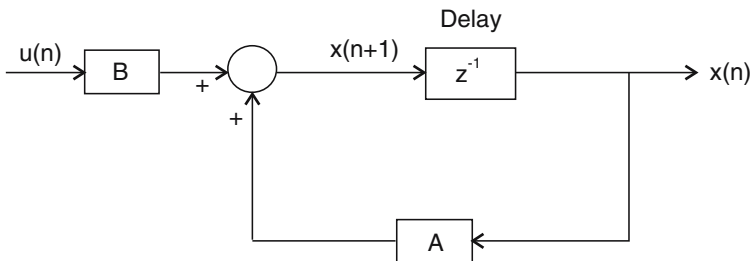 Delay
u(n)
B
+
x(n+1)
z⁻¹
x(n)
+
A